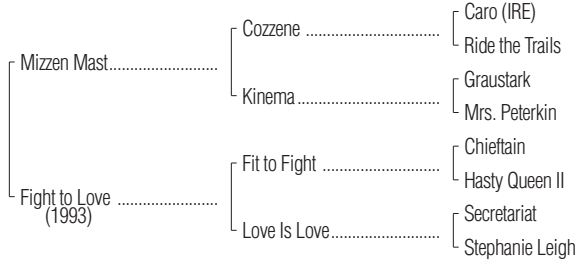 Caro (IRE)
Cozzene ............................
Ride the Trails
Mizzen Mast..........................
Graustark
Kinema..............................
Mrs. Peterkin
Chieftain
Fit to Fight .........................
Hasty Queen II
Fight to Love ........................
(1993)
Secretariat
Love Is Love.......................
Stephanie Leigh